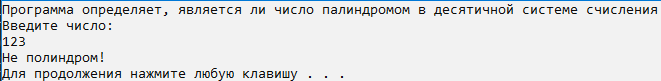 Программа определяет, является ли число палиндромом в десятичной системе счисления
Введите число:
123
Не полиндром!
Для продолжения нажмите любую клавишу . . .